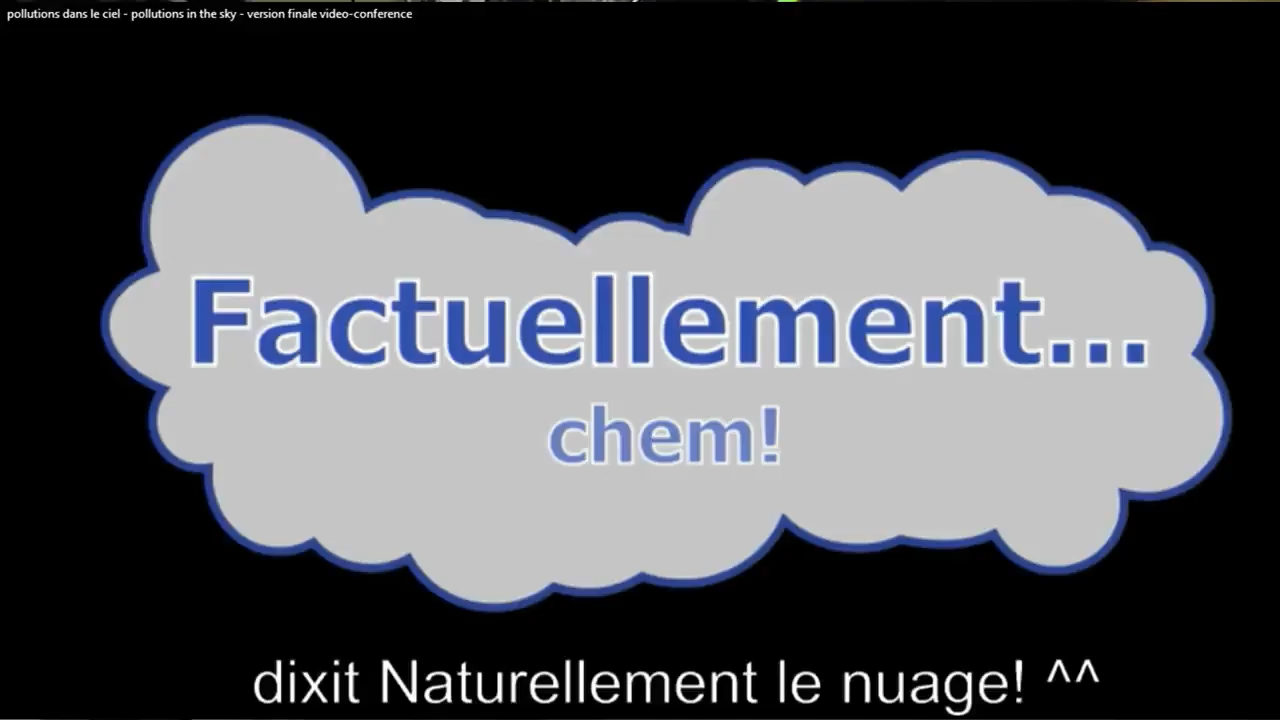 pollutions dans le ciel - pollutions in the sky - version finale video-conference
Factuellement...
chem!
dixit Naturellement le nuage! ^^